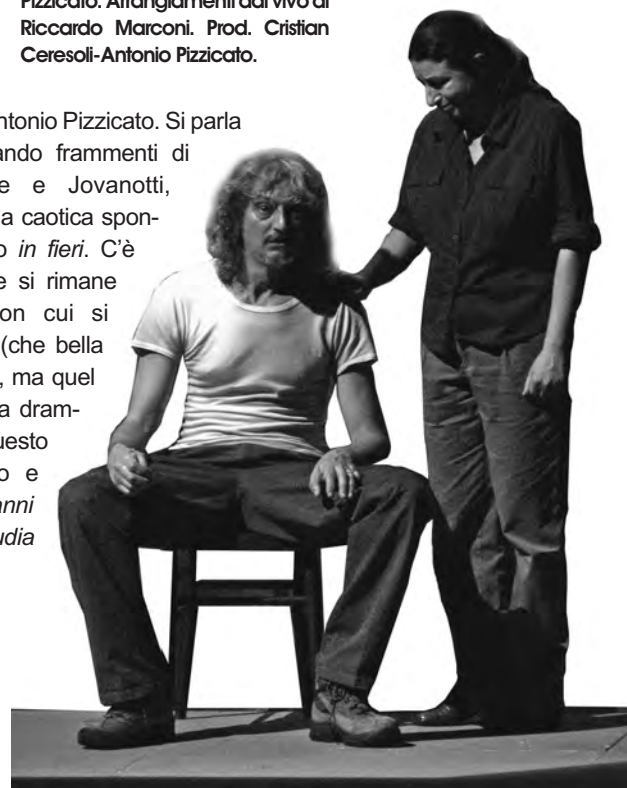 Pizzicato. Arrangiamenti dal vivo di
Riccardo Marconi. Prod. Cristian
Ceresoli-Antonio Pizzicato.
ntonio Pizzicato. Si parla
ando frammenti di
e e Jovanotti,
a caotica spon-
o in fieri. C'è
e si rimane
on cui si
(che bella
, ma quel
a dram-
uesto
o e
anni
udia